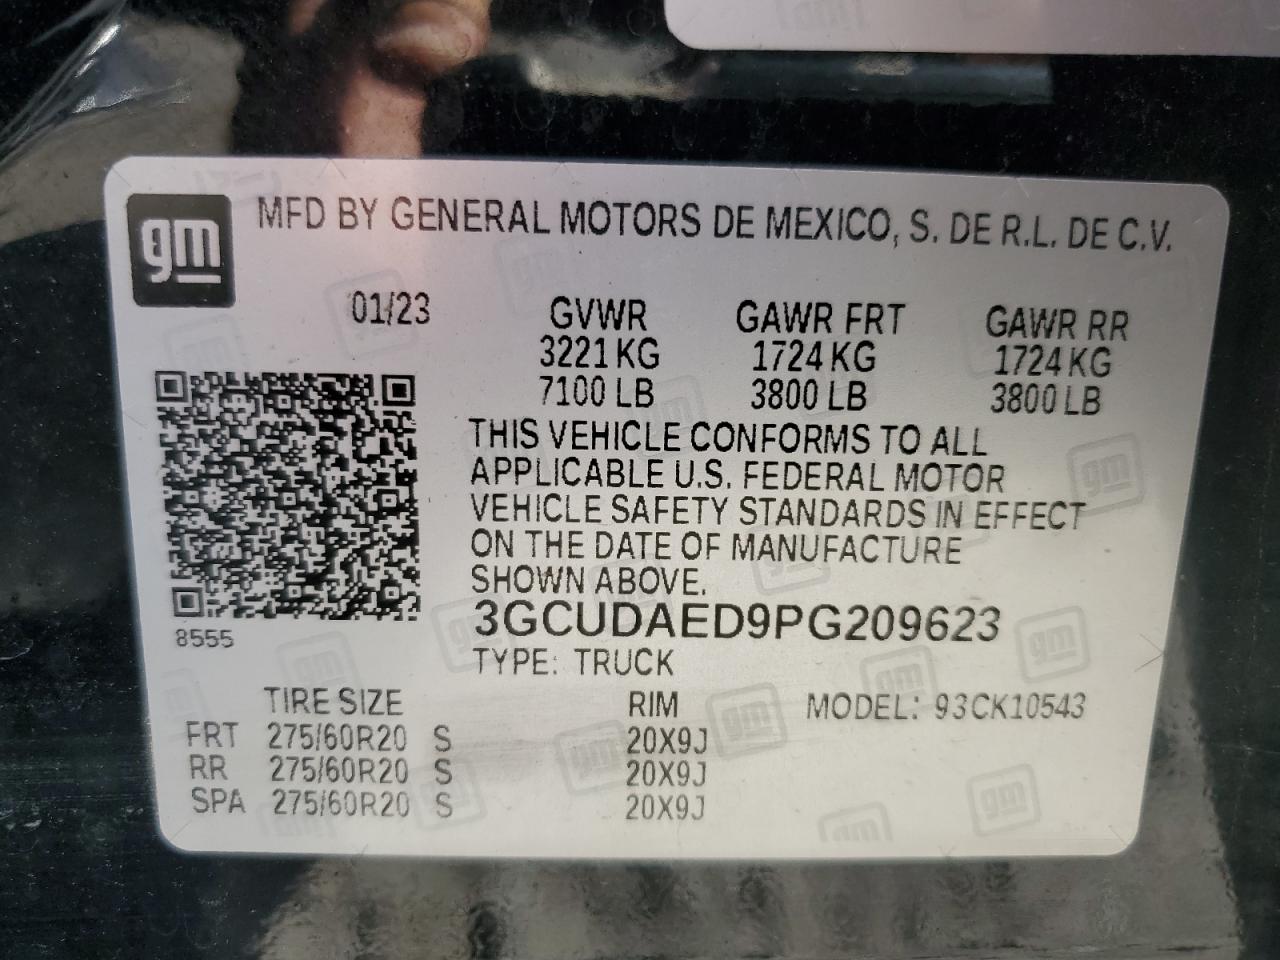 gm
MFD BY GENERAL MOTORS DE MEXICO, S. DE R.L. DE C.V.
01/23 GVWR GAWR FRT GAWR RR
3221 KG 1724 KG 1724 KG
7100 LB 3800 LB 3800 LB
THIS VEHICLE CONFORMS TO ALL
APPLICABLE U.S. FEDERAL MOTOR
VEHICLE SAFETY STANDARDS IN EFFECT
ON THE DATE OF MANUFACTURE
SHOWN ABOVE.
8555
3GCUDAED9PG209623
TYPE: TRUCK
TIRE SIZE RIM MODEL: 93CK10543
FRT 275/60R20 S 20X9J
RR 275/60R20 S 20X9J
SPA 275/60R20 S 20X9J